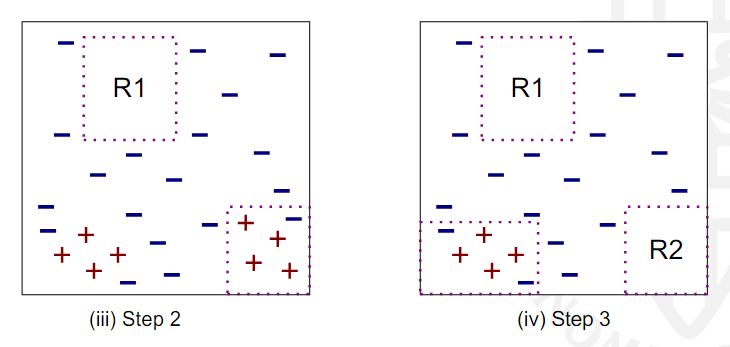 R1
R1
R2
(iii) Step 2
(iv) Step 3